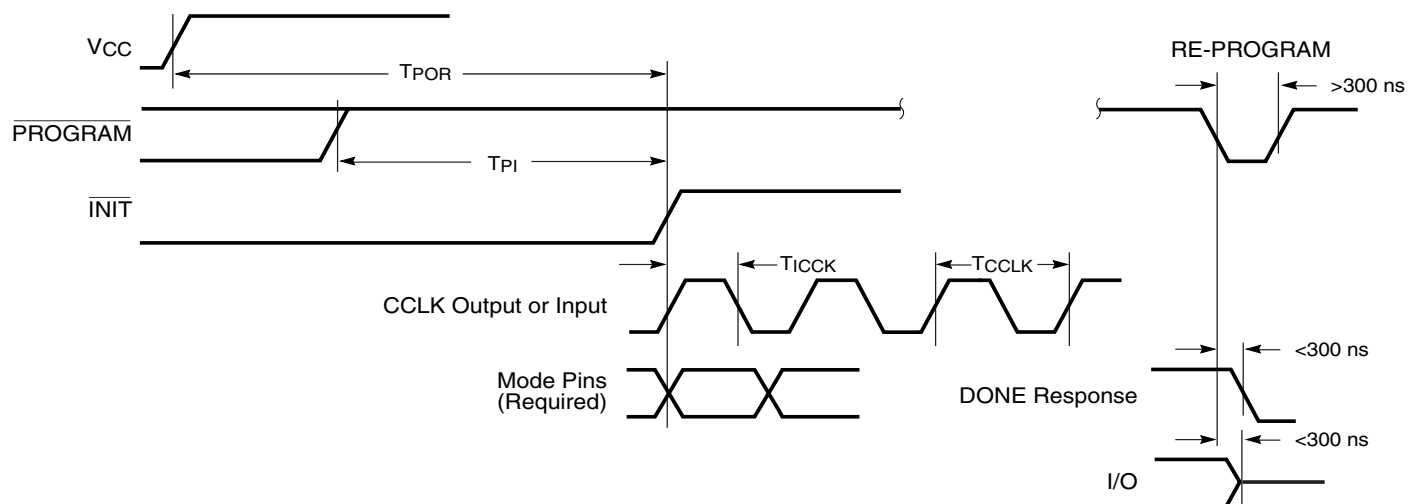 VCC
RE-PROGRAM
TPOR
>300 ns
PROGRAM
TPI
INIT
TICCK
TCCLK
CCLK Output or Input
<300 ns
Mode Pins
(Required)
DONE Response
<300 ns
I/O